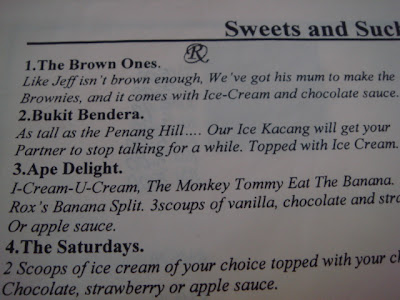 Sweets and Such
R
1.The Brown Ones.
Like Jeff isn't brown enough, We've got his mum to make the
Brownies, and it comes with Ice-Cream and chocolate sauce.
2.Bukit Bendera.
As tall as the Penang Hill.... Our Ice Kacang will get your
Partner to stop talking for a while. Topped with Ice Cream.
3.Ape Delight.
I-Cream-U-Cream, The Monkey Tommy Eat The Banana.
Rox's Banana Split. 3scoups of vanilla, chocolate and
Or apple sauce.
4.The Saturdays.
2 Scoops of ice cream of your choice topped with your
Chocolate, strawberry or apple sauce.